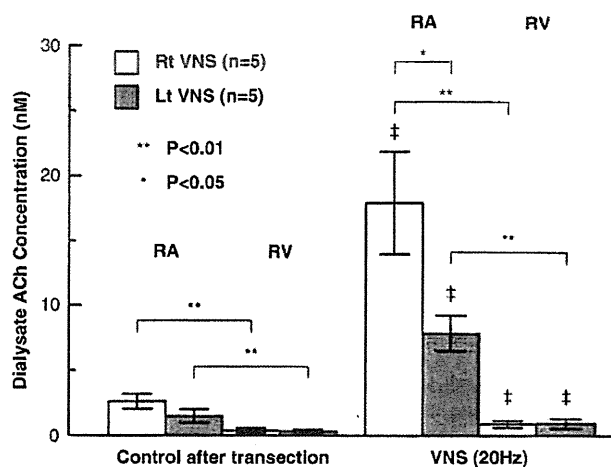 RA RV
30
Rt VNS (n=5)
Lt VNS (n=5)
*
**
** P<0.01
* P<0.05
‡
20
RA RV
**
‡
10
**
**
‡ ‡
0
Control after transection VNS (20Hz)
Dialysate ACh Concentration (nM)